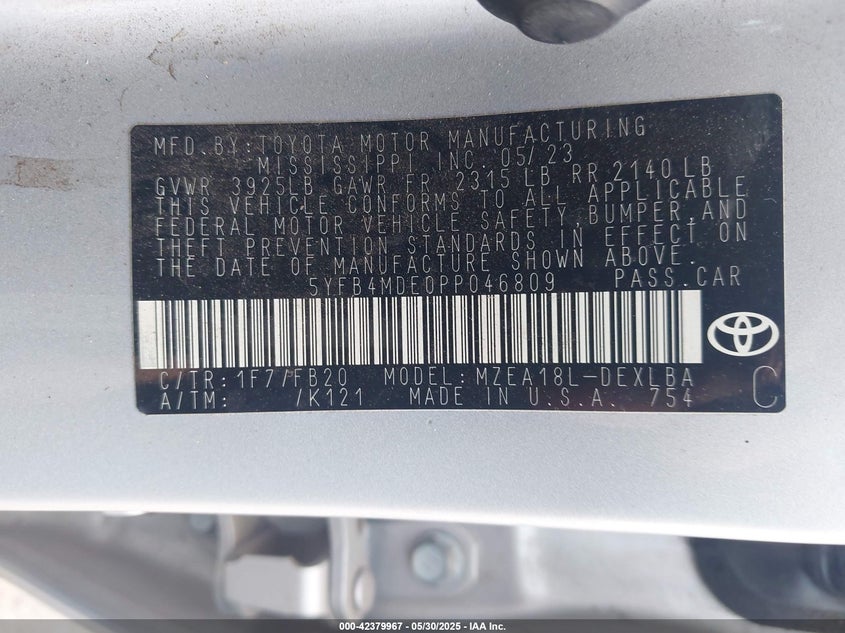 MFD. BY: TOYOTA MOTOR MANUFACTURING
MISSISSIPPI, INC. 05/23
GVWR 3925LB GAWR FR 2315 LB RR 2140 LB
THIS VEHICLE CONFORMS TO ALL APPLICABLE
FEDERAL MOTOR VEHICLE SAFETY, BUMPER, AND
THEFT PREVENTION STANDARDS IN EFFECT ON
THE DATE OF MANUFACTURE SHOWN ABOVE.
5YFB4MDE0PP046809 PASS. CAR
C/TR: 1F77FB20 MODEL: MZEA18L-DEXLBA
A/TM: /K121 MADE IN U.S.A. 754 C
000-42379967 - 05/30/2025 - IAA Inc.